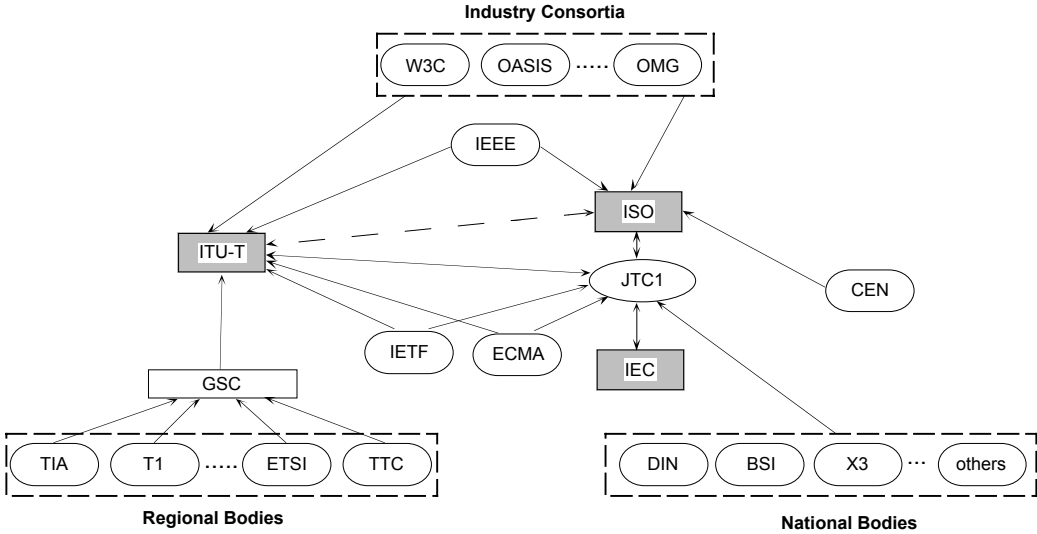 Industry Consortia
W3C OASIS ····· OMG
IEEE
ISO
ITU-T
JTC1
CEN
IETF ECMA
IEC
GSC
TIA T1 ..... ETSI TTC
DIN BSI X3 ··· others
Regional Bodies
National Bodies